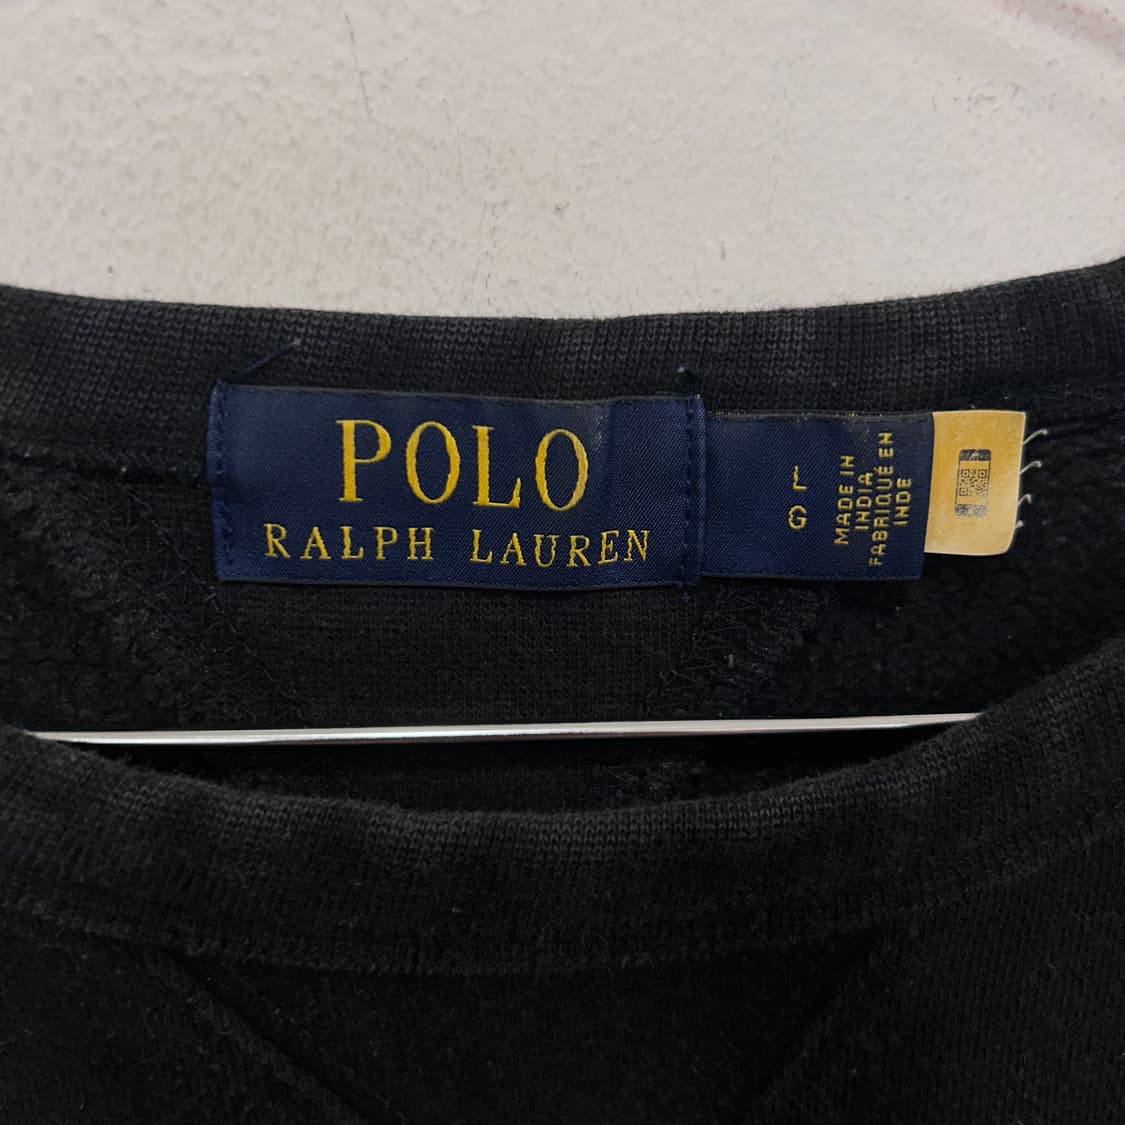 POLO
RALPH LAUREN
L
G
MADE IN
INDIA
FABRIQUÉ EN
INDE